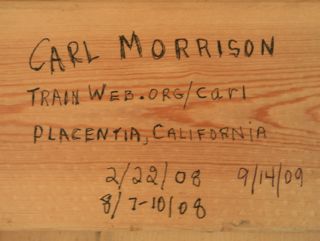 CARL MORRISON
TRAINWEB.ORG/carl
PLACENTIA, CALIFORNIA
2/22/08 9/14/09
8/7-10/08